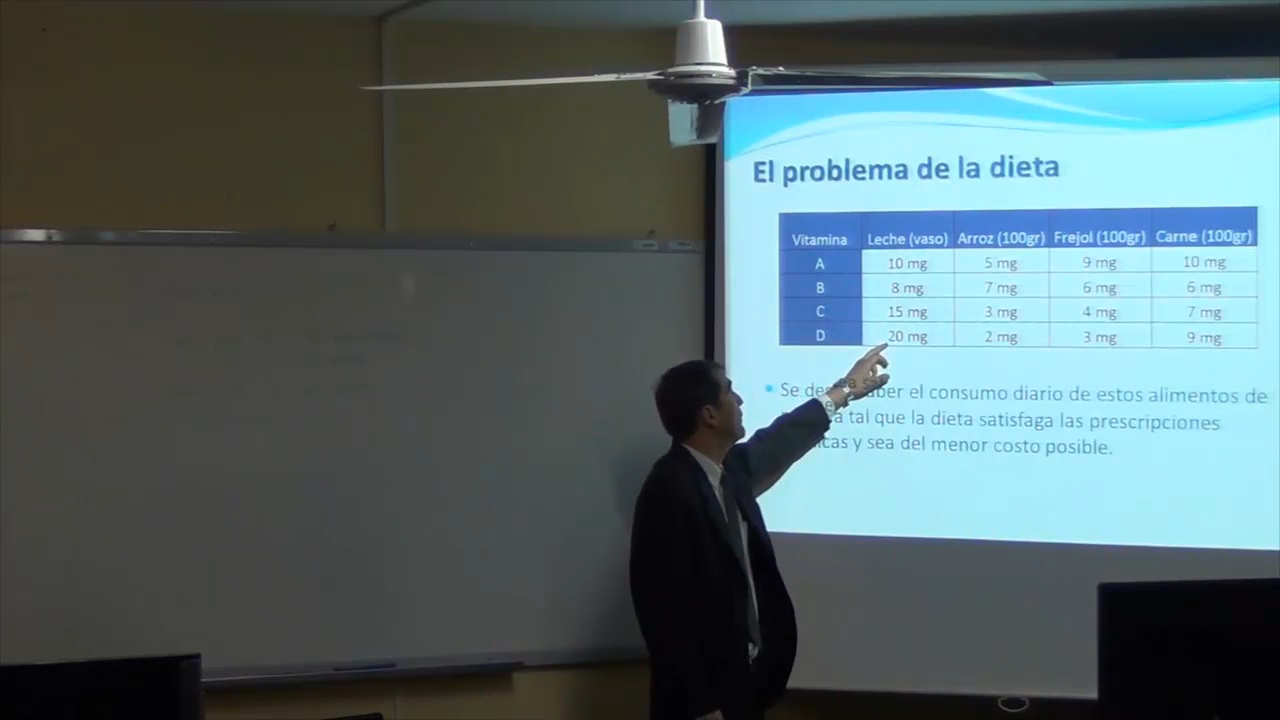 El problema de la dieta
Vitamina Leche (vaso) Arroz (100gr) Frejol (100gr) Carne (100gr)
A 10 mg 5 mg 9 mg 10 mg
B 8 mg 7 mg 6 mg 6 mg
C 15 mg 3 mg 4 mg 7 mg
D 20 mg 2 mg 3 mg 9 mg
Se el consumo diario de estos alimentos de
tal que la dieta satisfaga las prescripciones
y sea del menor costo posible.